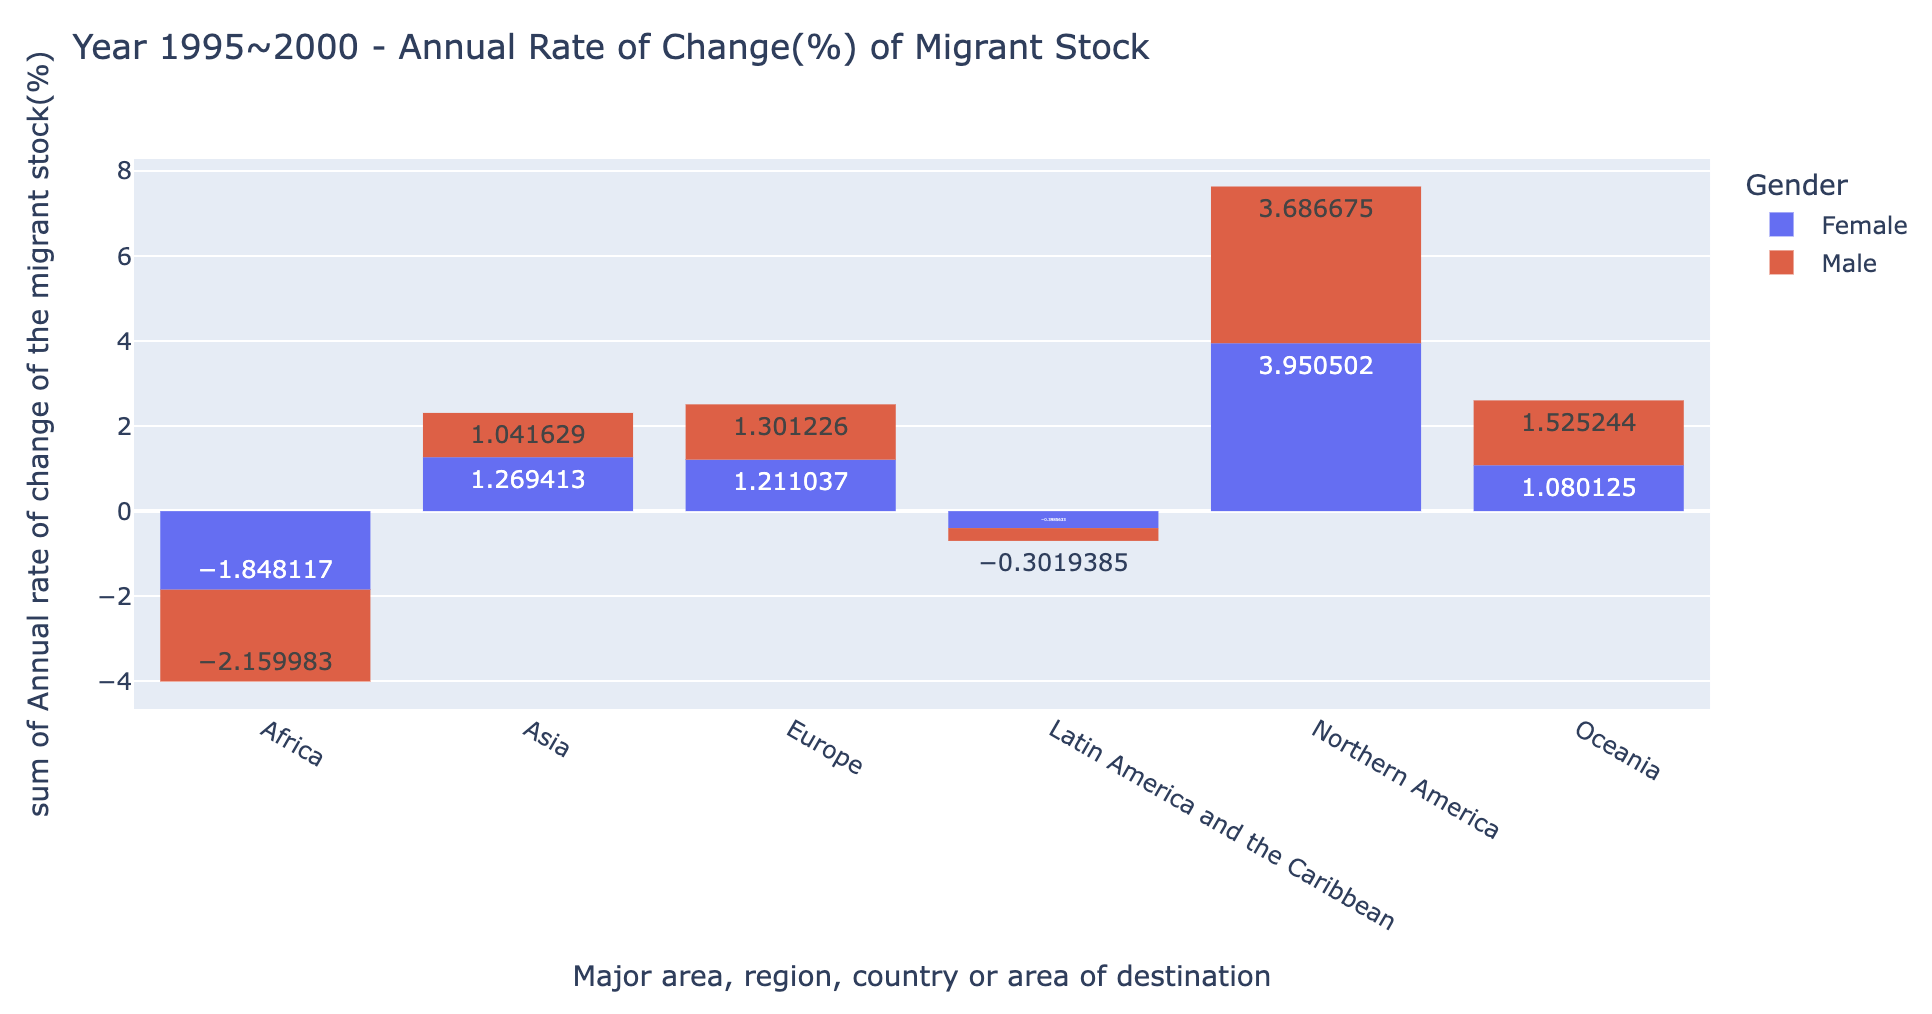 Year 1995~2000 - Annual Rate of Change(%) of Migrant Stock
sum of Annual rate of change of the migrant stock(%)
8
6
4
2
0
−2
−4
−1.848117
−2.159983
1.041629
1.269413
1.301226
1.211037
−0.3019385
3.686675
3.950502
1.525244
1.080125
Africa
Asia
Europe
Latin America and the Caribbean
Northern America
Oceania
Major area, region, country or area of destination
Gender
Female
Male